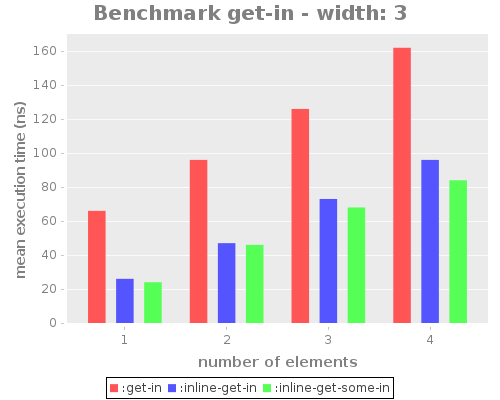 Benchmark get-in - width: 3
160
140
120
100
80
60
40
20
0
mean execution time (ns)
1 2 3 4
number of elements
:get-in :inline-get-in :inline-get-some-in